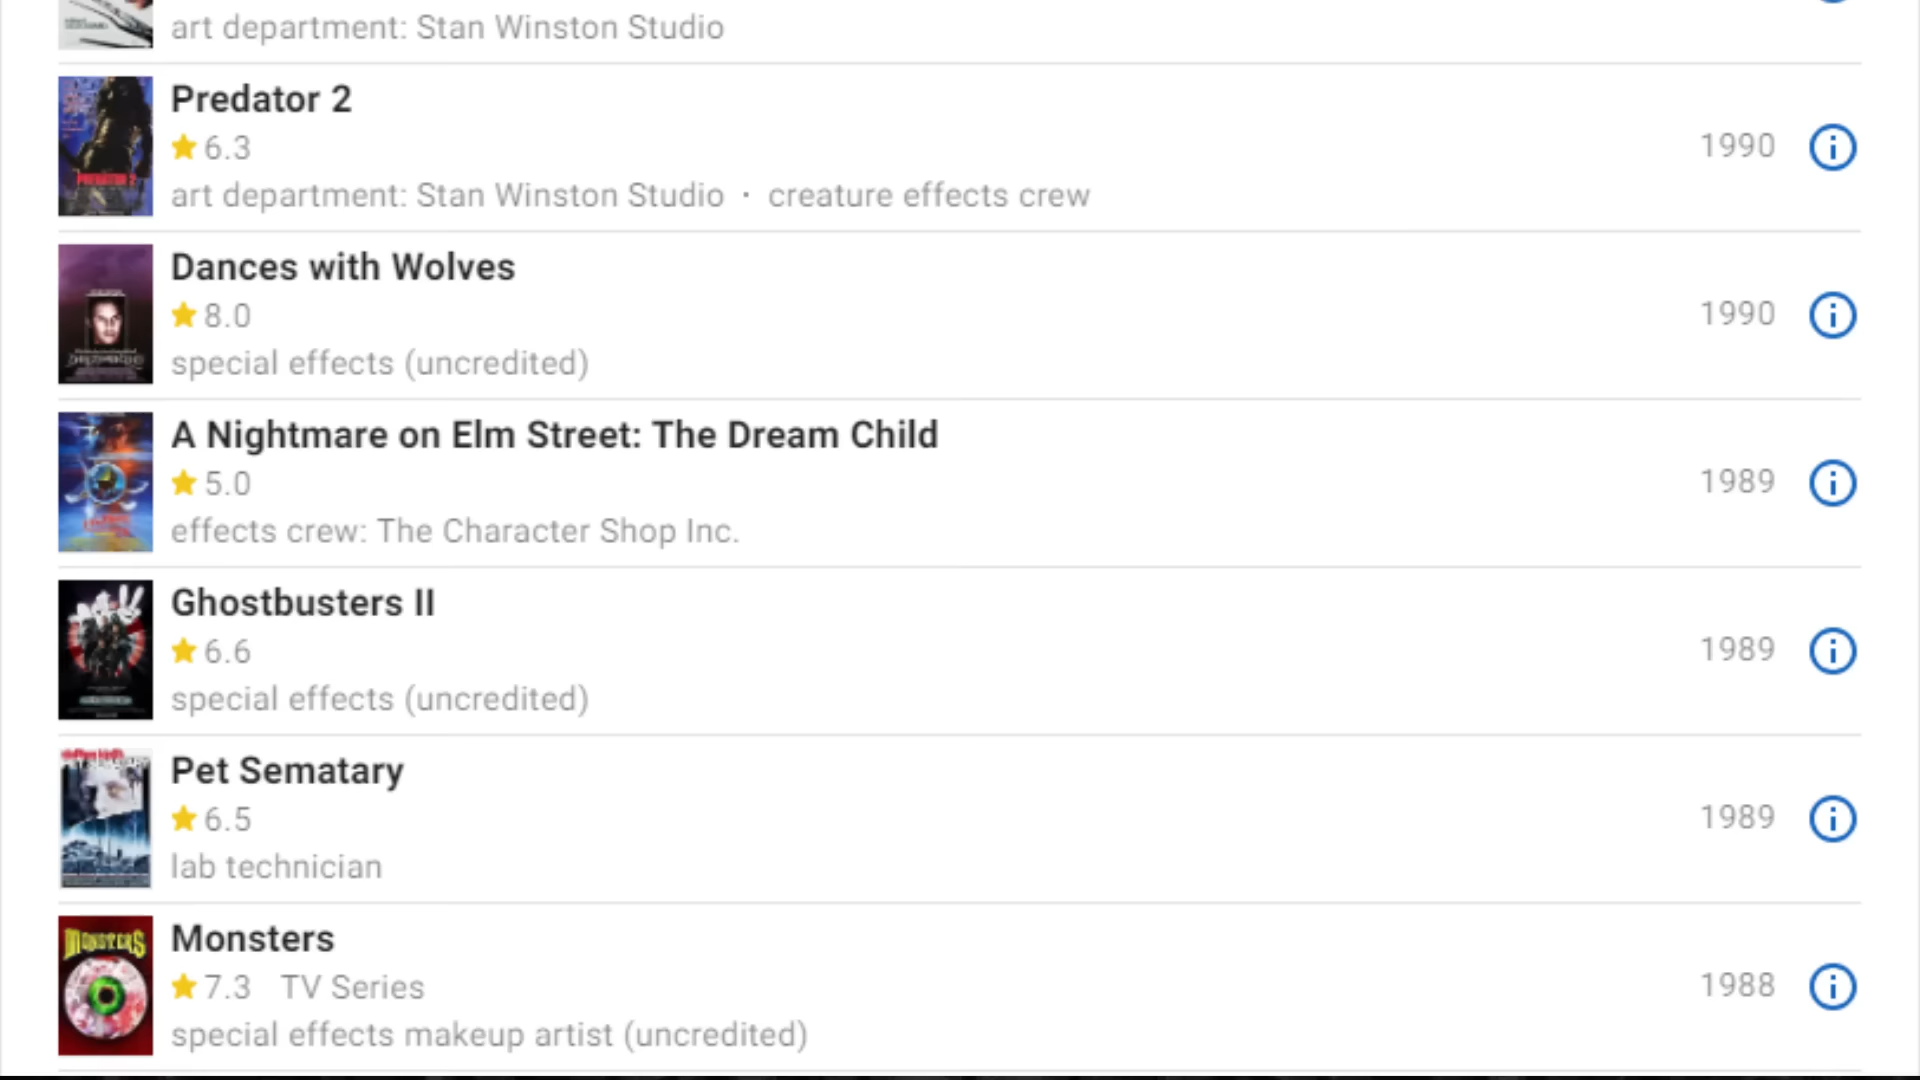 art department: Stan Winston Studio
Predator 2
6.3
1990
art department: Stan Winston Studio · creature effects crew
Dances with Wolves
8.0
1990
special effects (uncredited)
A Nightmare on Elm Street: The Dream Child
5.0
1989
effects crew: The Character Shop Inc.
Ghostbusters II
6.6
1989
special effects (uncredited)
Pet Sematary
6.5
1989
lab technician
MONSTERS
Monsters
7.3 TV Series
1988
special effects makeup artist (uncredited)